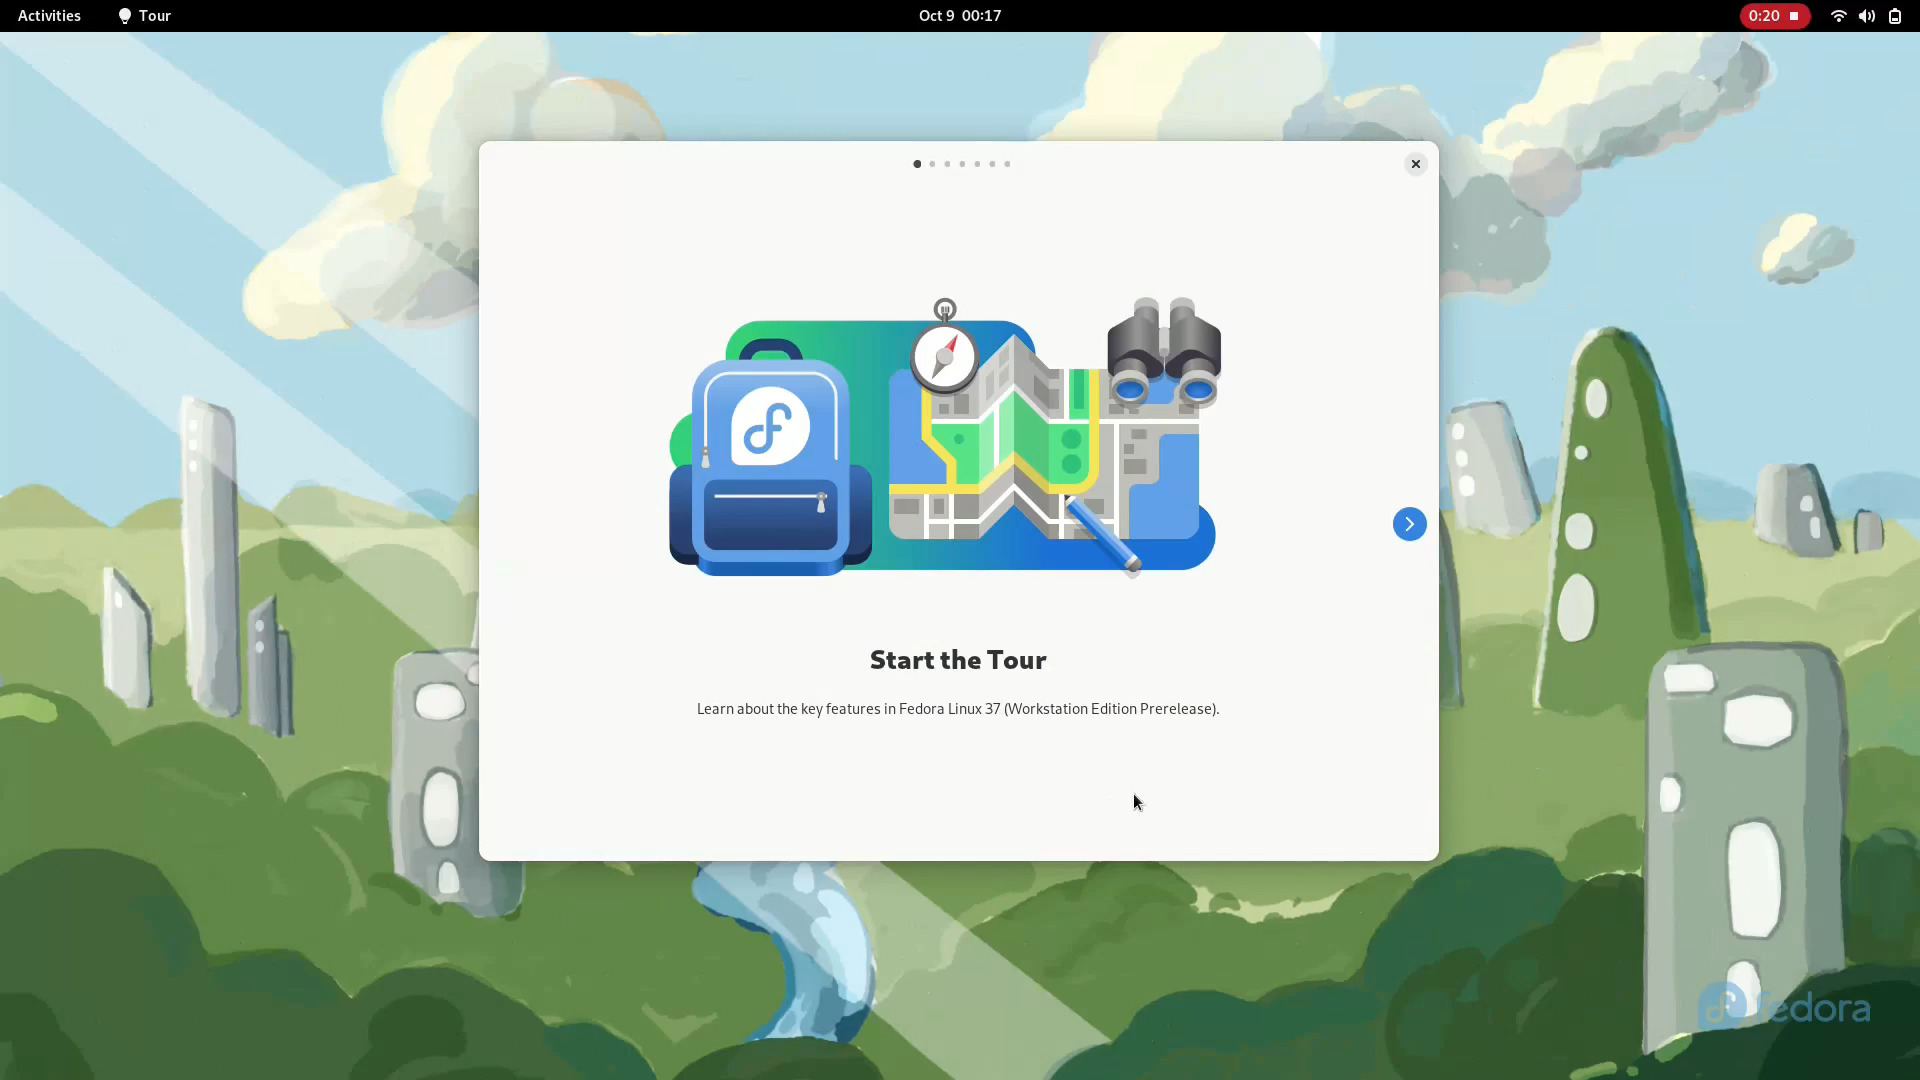 Activities
Tour
Oct 9 00:17
0:20
Start the Tour
Learn about the key features in Fedora Linux 37 (Workstation Edition Prerelease).
fedora